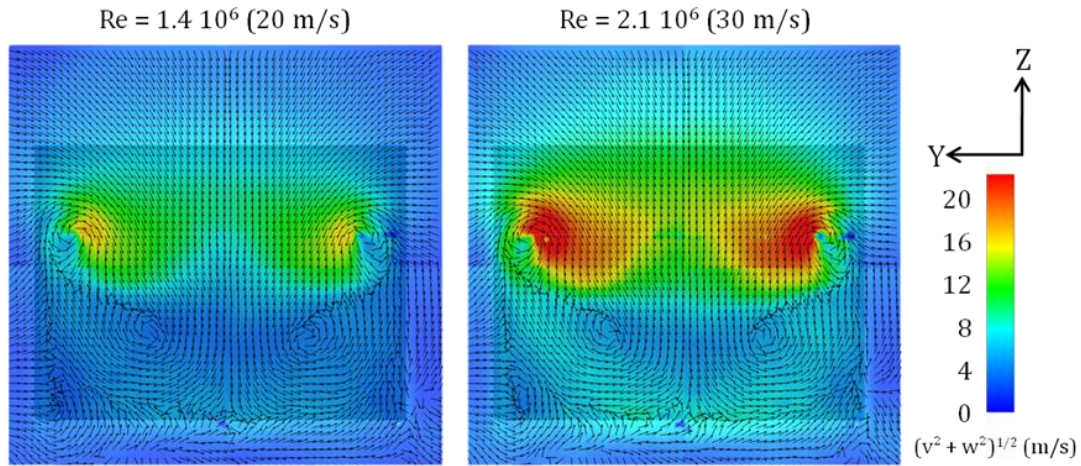 Re = 1.4 10⁶ (20 m/s)
Re = 2.1 10⁶ (30 m/s)
Z
Y
20
16
12
8
4
0
(v² + w²)¹/² (m/s)